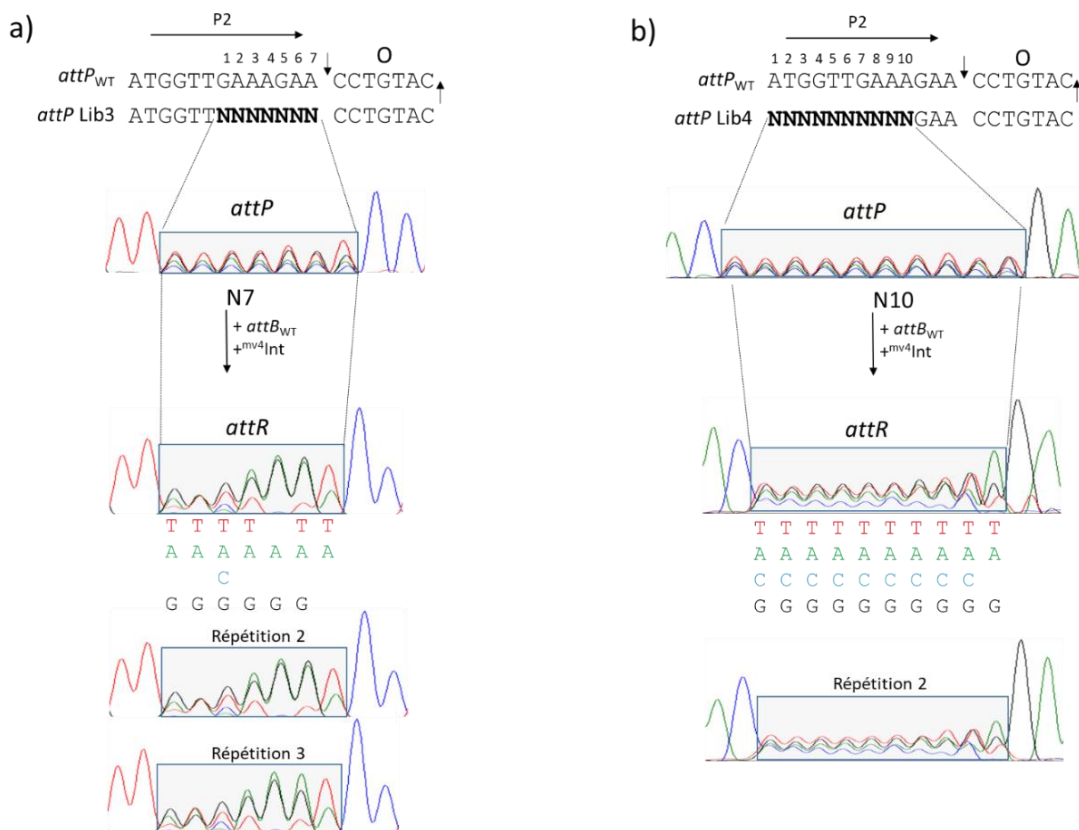 a)
P2
1 2 3 4 5 6 7
O
attPWT ATGGTTGAAAGAA CCTGTAC
attP Lib3 ATGGTTNNNNNNN CCTGTAC
attP
N7
+ attBWT
+mv4Int
attR
T T T T T T
A A A A A A A
C
G G G G G G
Répétition 2
Répétition 3
b)
P2
1 2 3 4 5 6 7 8 9 10
O
attPWT ATGGTTGAAAGAA CCTGTAC
attP Lib4 NNNNNNNNNNGAA CCTGTAC
attP
N10
+ attBWT
+mv4Int
attR
T T T T T T T T T T
A A A A A A A A A A
C C C C C C C C C
G G G G G G G G G G
Répétition 2